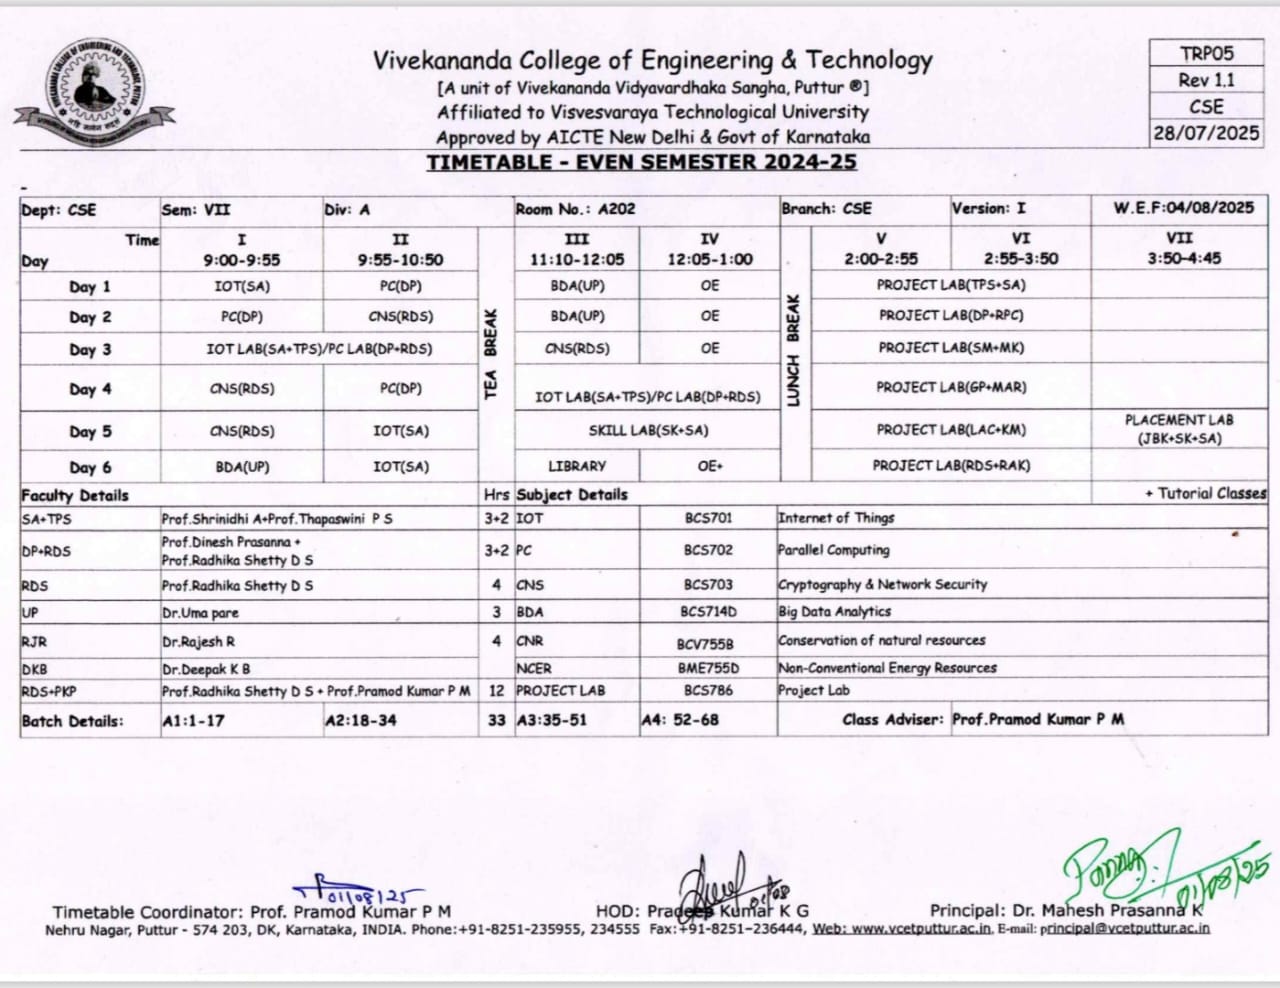 Vivekananda College of Engineering & Technology
[A unit of Vivekananda Vidyavardhaka Sangha, Puttur ®]
Affiliated to Visvesvaraya Technological University
Approved by AICTE New Delhi & Govt of Karnataka
TIMETABLE - EVEN SEMESTER 2024-25
TRP05
Rev 1.1
CSE
28/07/2025
Dept: CSE Sem: VII Div: A Room No.: A202 Branch: CSE Version: I W.E.F:04/08/2025
Time I II III IV V VI VII
Day 9:00-9:55 9:55-10:50 11:10-12:05 12:05-1:00 2:00-2:55 2:55-3:50 3:50-4:45
TEA BREAK
LUNCH BREAK
Day 1 IOT(SA) PC(DP) BDA(UP) OE PROJECT LAB(TPS+SA)
Day 2 PC(DP) CNS(RDS) BDA(UP) OE PROJECT LAB(DP+RPC)
Day 3 IOT LAB(SA+TPS)/PC LAB(DP+RDS) CNS(RDS) OE PROJECT LAB(SM+MK)
Day 4 CNS(RDS) PC(DP) IOT LAB(SA+TPS)/PC LAB(DP+RDS) PROJECT LAB(GP+MAR)
Day 5 CNS(RDS) IOT(SA) SKILL LAB(SK+SA) PROJECT LAB(LAC+KM) PLACEMENT LAB
(JBK+SK+SA)
Day 6 BDA(UP) IOT(SA) LIBRARY OE+ PROJECT LAB(RDS+RAK)
Faculty Details Hrs Subject Details + Tutorial Classes
SA+TPS Prof.Shrinidhi A+Prof.Thapaswini P S 3+2 IOT BCS701 Internet of Things
DP+RDS Prof.Dinesh Prasanna +
Prof.Radhika Shetty D S 3+2 PC BCS702 Parallel Computing
RDS Prof.Radhika Shetty D S 4 CNS BCS703 Cryptography & Network Security
UP Dr.Uma pare 3 BDA BCS714D Big Data Analytics
RJR Dr.Rajesh R 4 CNR BCV755B Conservation of natural resources
DKB Dr.Deepak K B NCER BME755D Non-Conventional Energy Resources
RDS+PKP Prof.Radhika Shetty D S + Prof.Pramod Kumar P M 12 PROJECT LAB BCS786 Project Lab
Batch Details: A1:1-17 A2:18-34 33 A3:35-51 A4: 52-68 Class Adviser: Prof.Pramod Kumar P M
01/08/25
01/08
01/08/25
Timetable Coordinator: Prof. Pramod Kumar P M HOD: Pradeep Kumar K G Principal: Dr. Mahesh Prasanna K
Nehru Nagar, Puttur - 574 203, DK, Karnataka, INDIA. Phone:+91-8251-235955, 234555 Fax:+91-8251-236444, Web: www.vcetputtur.ac.in, E-mail: principal@vcetputtur.ac.in